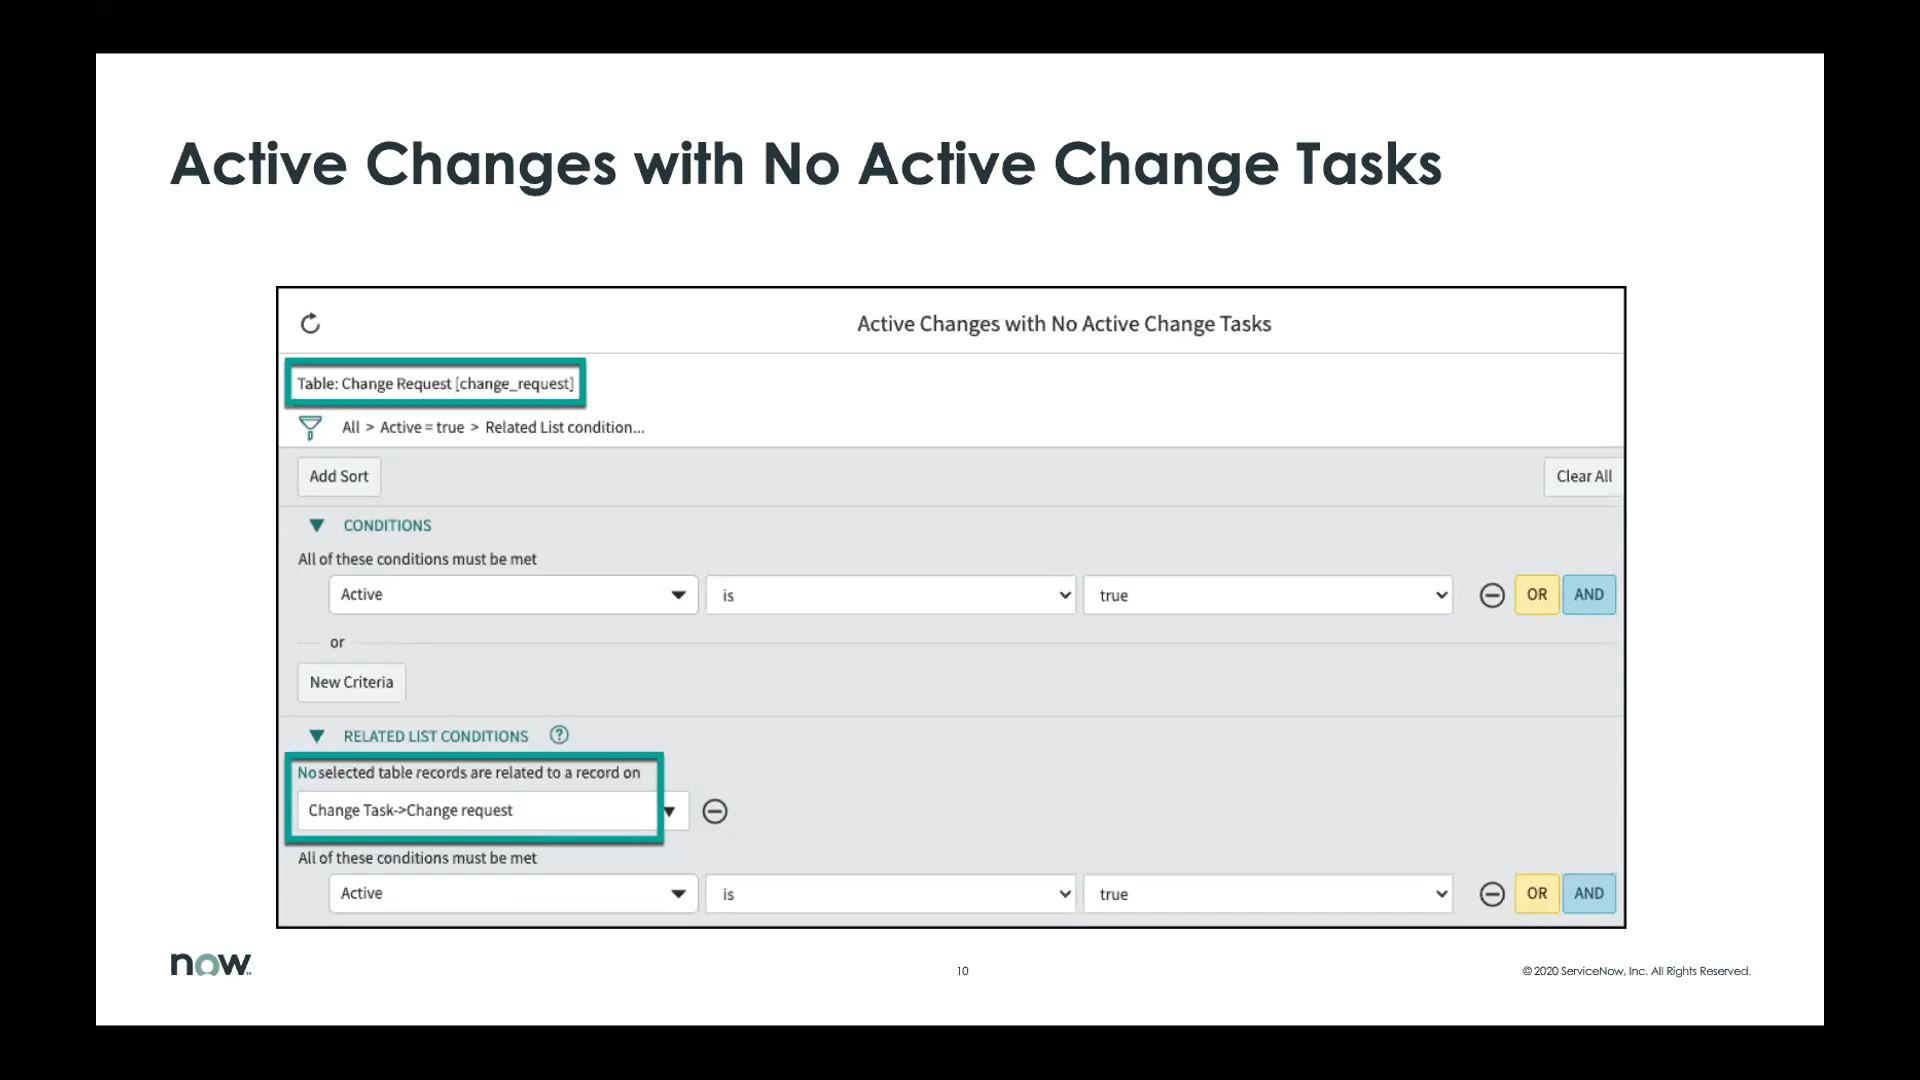 Active Changes with No Active Change Tasks
Active Changes with No Active Change Tasks
Table: Change Request [change_request]
All > Active = true > Related List condition...
Add Sort
Clear All
CONDITIONS
All of these conditions must be met
Active is true OR AND
or
New Criteria
RELATED LIST CONDITIONS ?
No selected table records are related to a record on
Change Task->Change request
All of these conditions must be met
Active is true OR AND
now
10
© 2020 ServiceNow, Inc. All Rights Reserved.